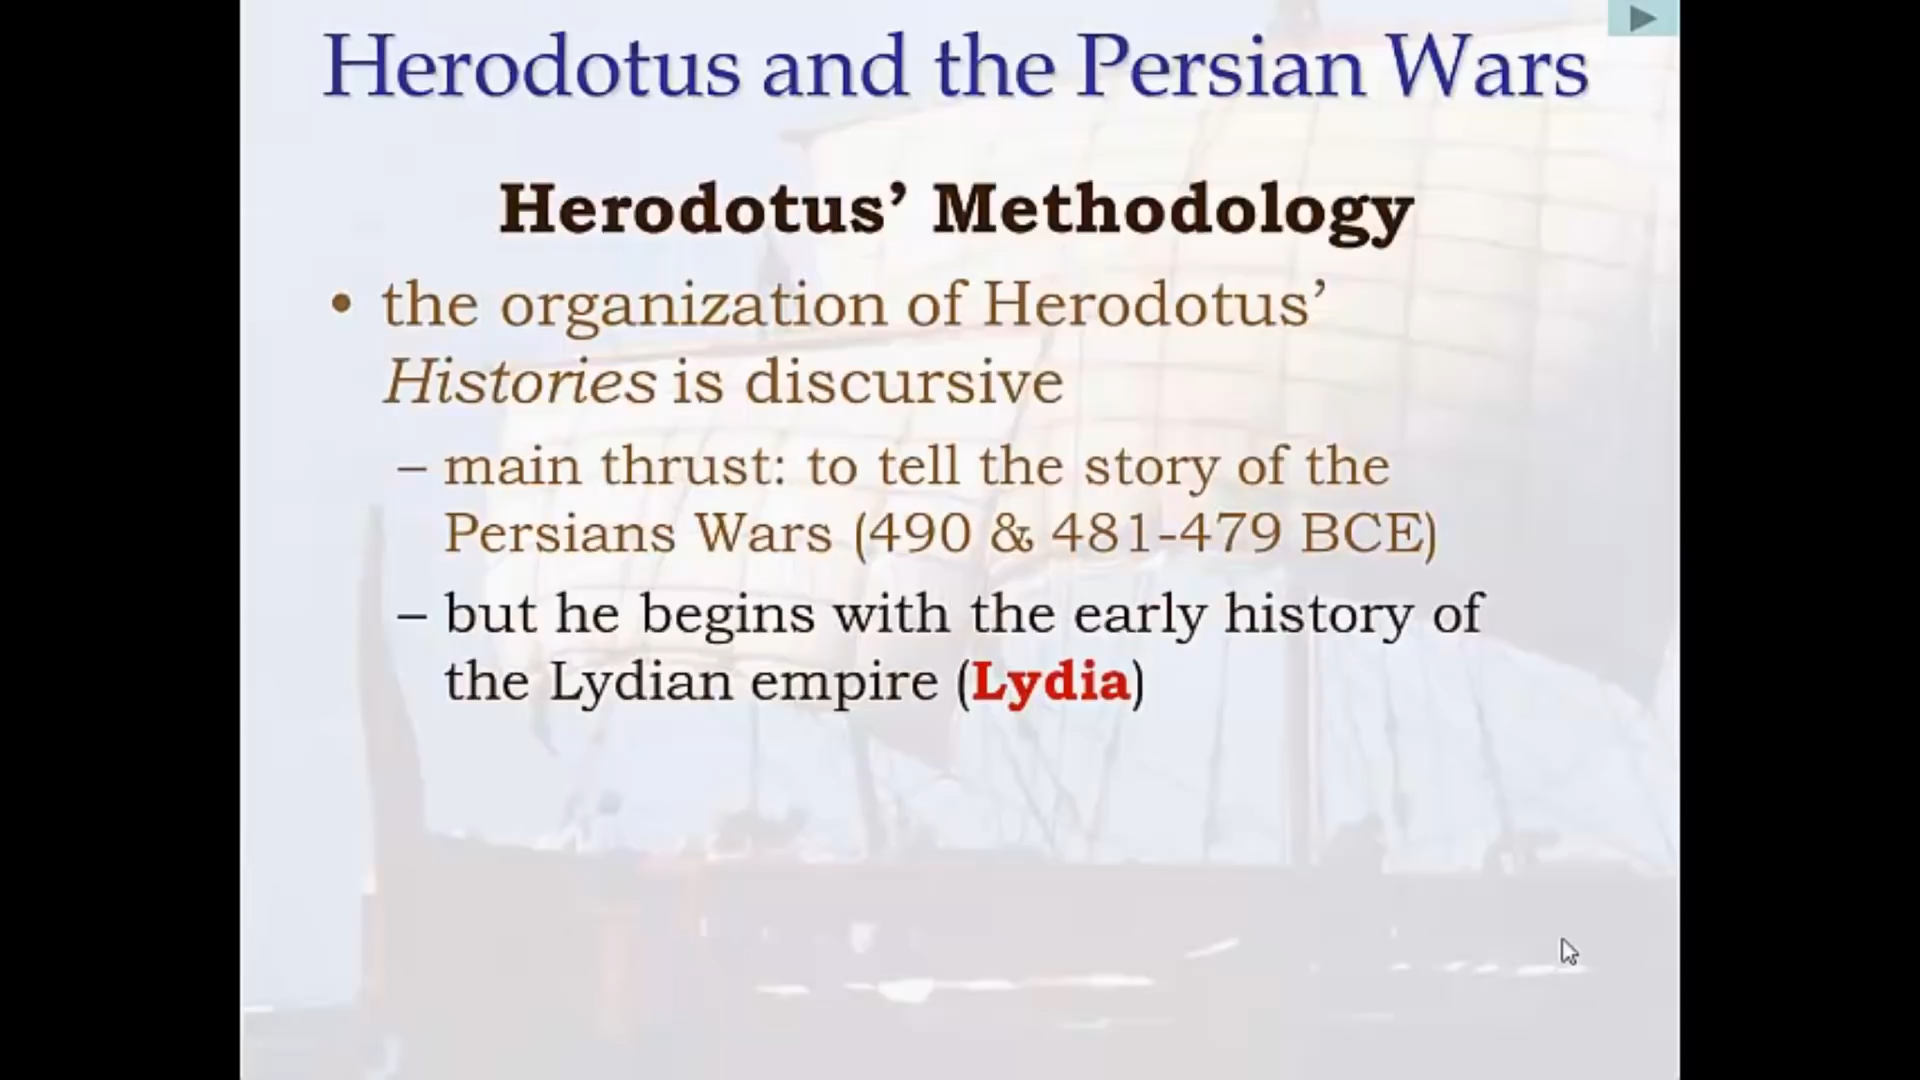 Herodotus and the Persian Wars
Herodotus’ Methodology
• the organization of Herodotus’
Histories is discursive
– main thrust: to tell the story of the
Persians Wars (490 & 481-479 BCE)
– but he begins with the early history of
the Lydian empire (Lydia)